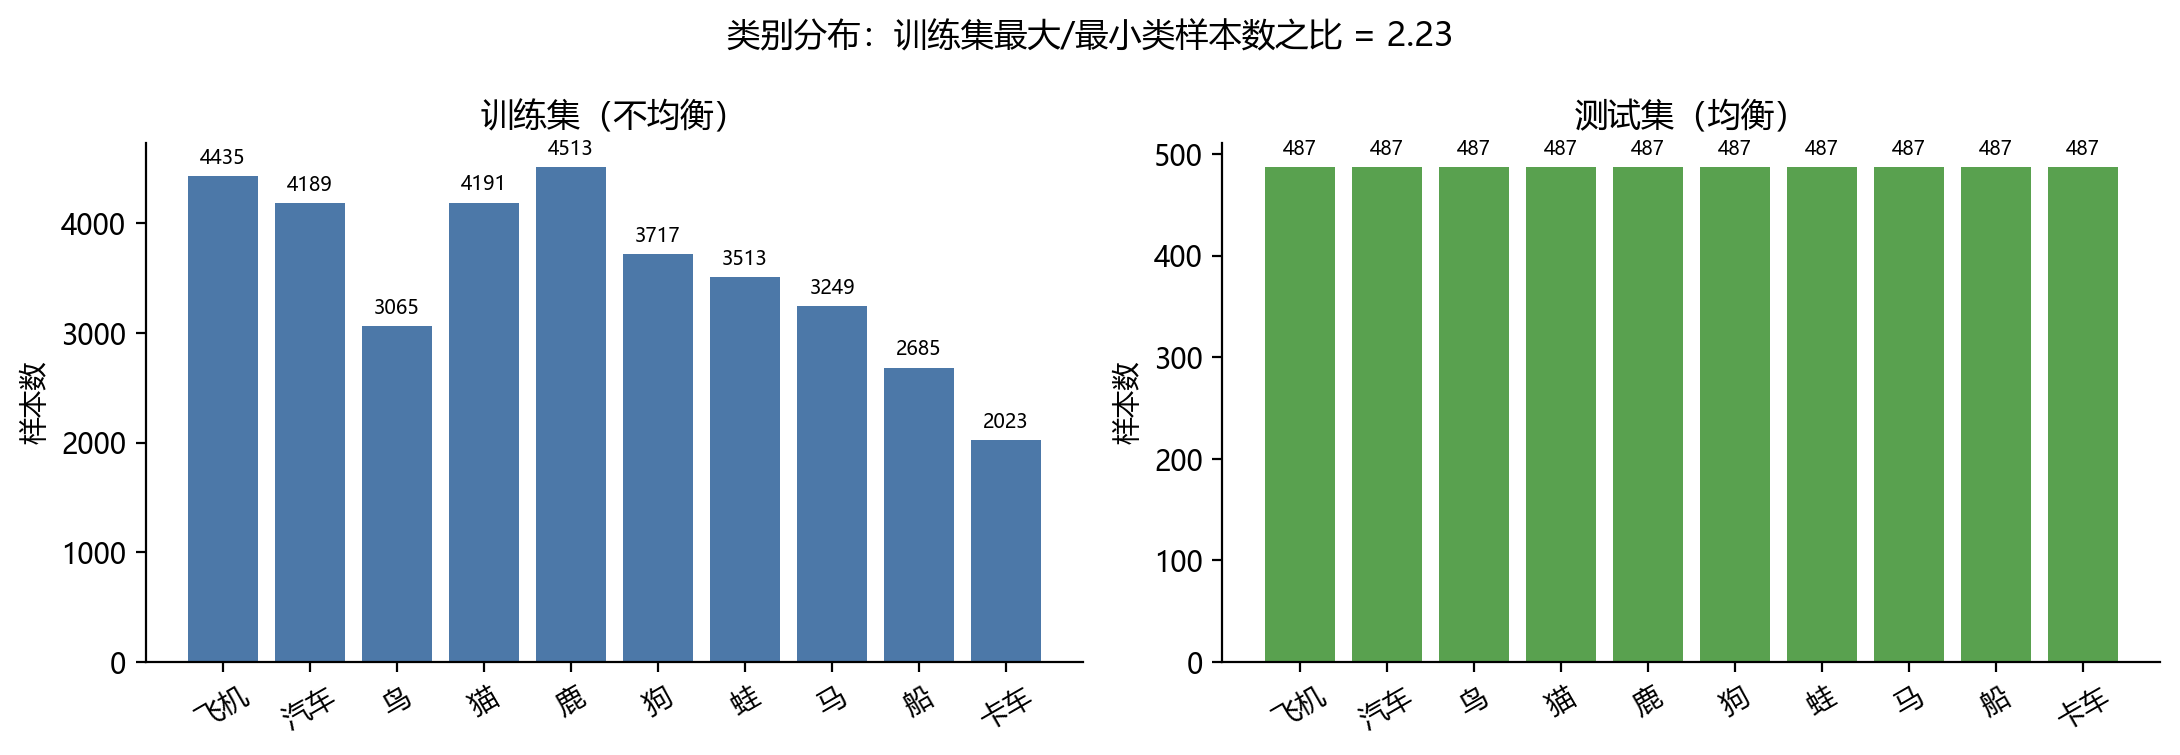 类别分布：训练集最大/最小类样本数之比 = 2.23
训练集（不均衡）
样本数
4000
3000
2000
1000
0
4435
4189
3065
4191
4513
3717
3513
3249
2685
2023
飞机
汽车
鸟
猫
鹿
狗
蛙
马
船
卡车
测试集（均衡）
样本数
500
400
300
200
100
0
487
487
487
487
487
487
487
487
487
487
飞机
汽车
鸟
猫
鹿
狗
蛙
马
船
卡车